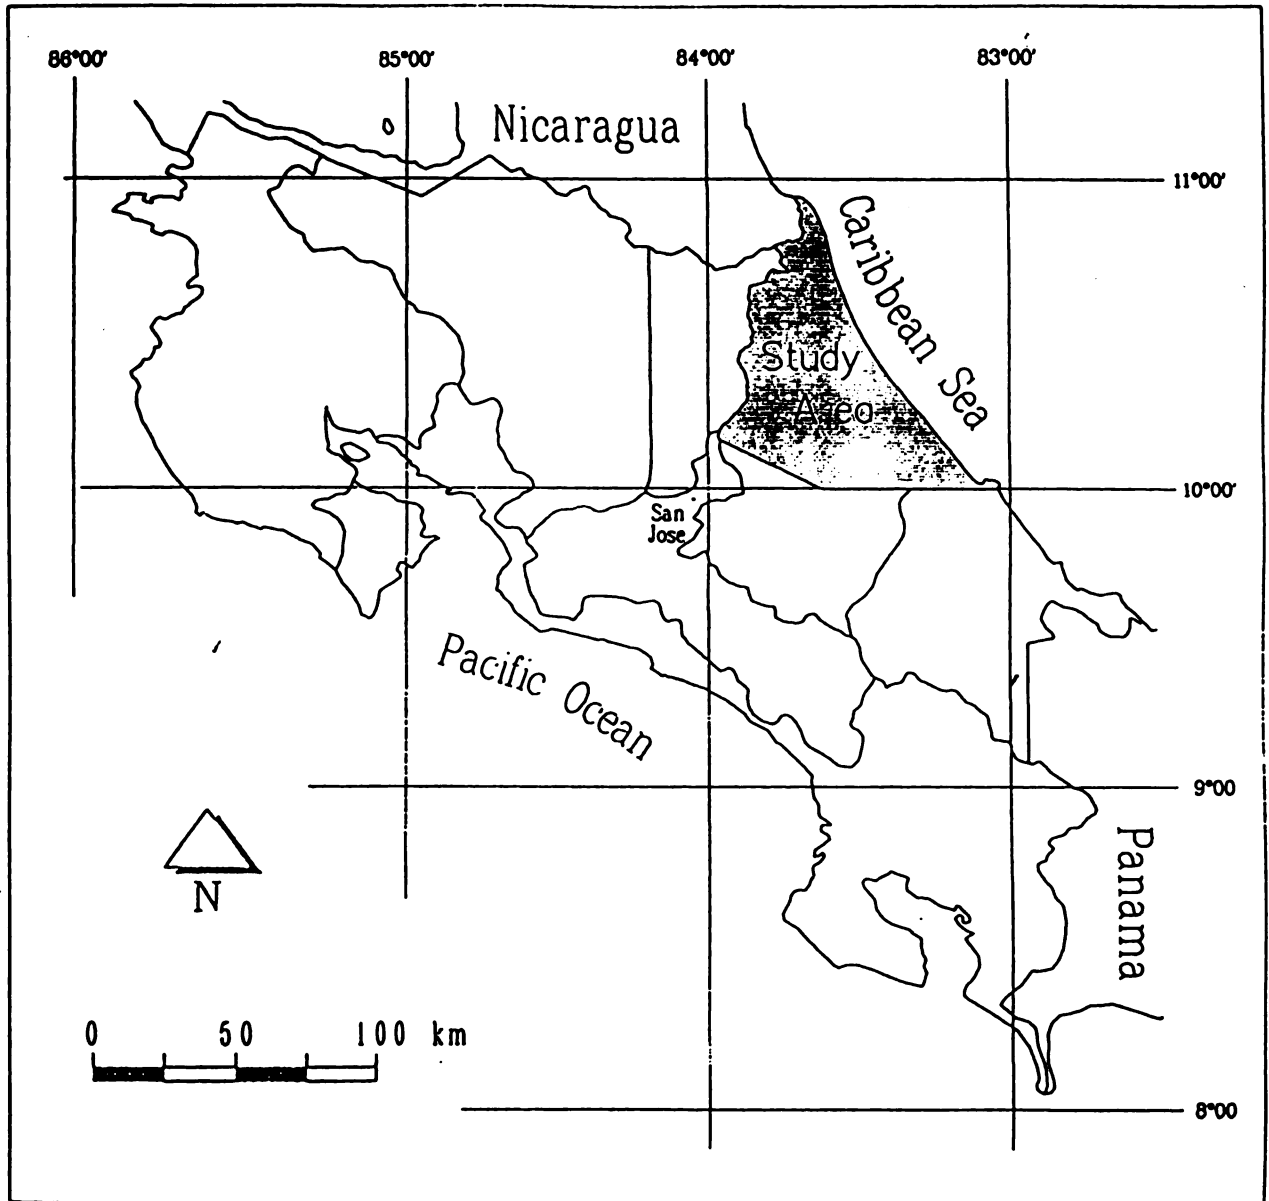 86°00' 85°00' 84°00' 83°00'
Nicaragua
11°00'
Caribbean Sea
Study
Area
10°00'
San
Jose
Pacific Ocean
9°00
Panama
N
0 50 100 km
8°00